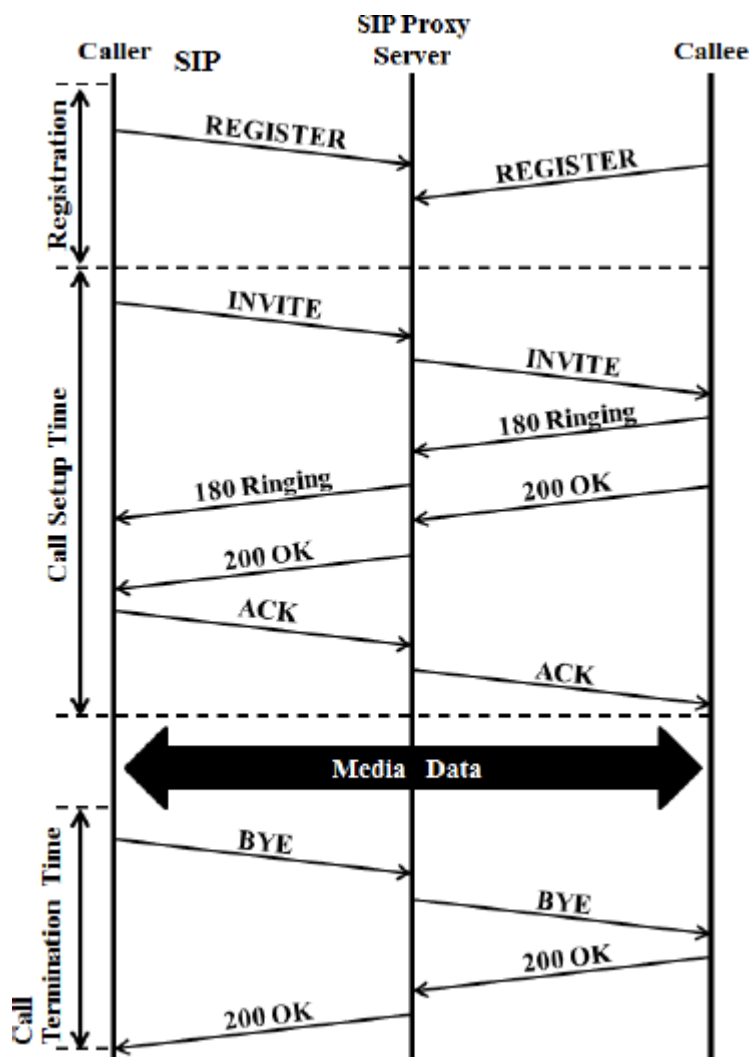 SIP Proxy
Caller SIP Server Callee
Registration
REGISTER
REGISTER
Call Setup Time
INVITE
INVITE
180 Ringing
180 Ringing
200 OK
200 OK
ACK
ACK
Media Data
Call
Termination Time
BYE
BYE
200 OK
200 OK